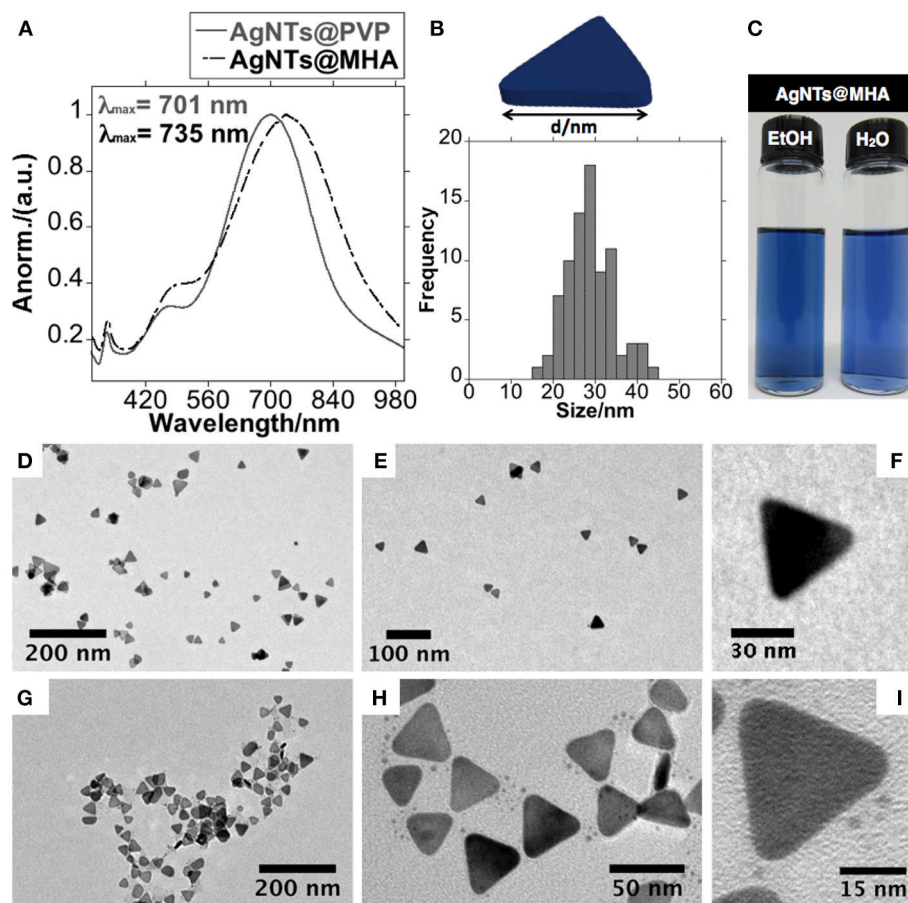 A
AgNTs@PVP
AgNTs@MHA
λmax= 701 nm
λmax= 735 nm
Anorm./(a.u.)
1
0.8
0.6
0.4
0.2
420 560 700 840 980
Wavelength/nm
B
d/nm
Frequency
20
15
10
5
0
0 10 20 30 40 50 60
Size/nm
C
AgNTs@MHA
EtOH H₂O
D
200 nm
E
100 nm
F
30 nm
G
200 nm
H
50 nm
I
15 nm